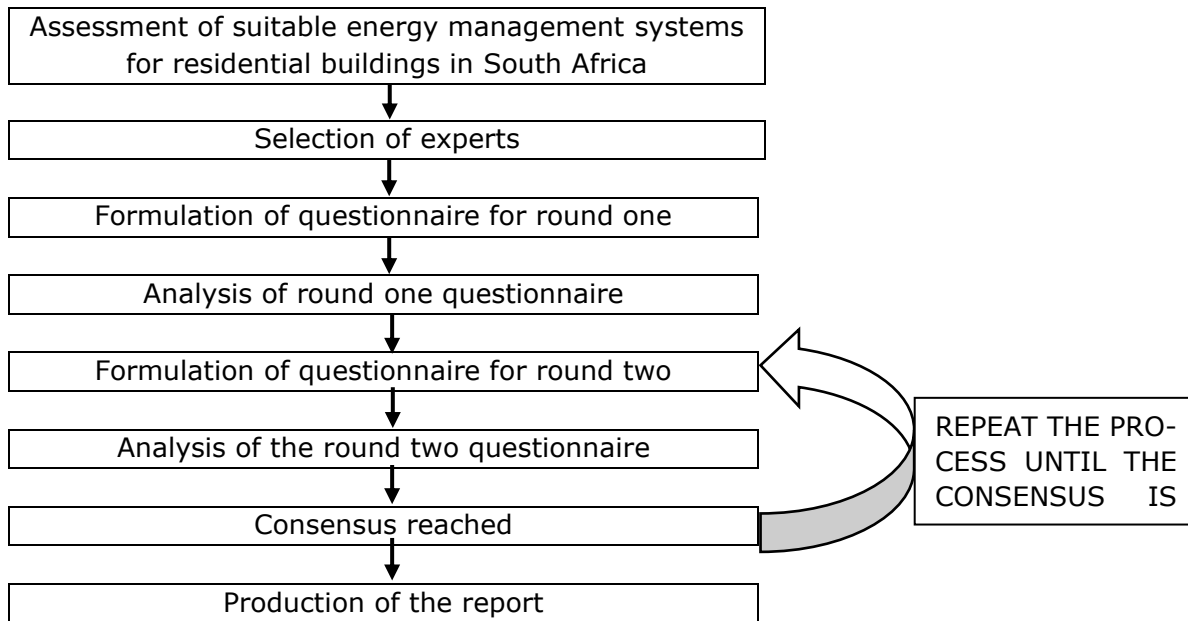 Assessment of suitable energy management systems
for residential buildings in South Africa
Selection of experts
Formulation of questionnaire for round one
Analysis of round one questionnaire
Formulation of questionnaire for round two
Analysis of the round two questionnaire
Consensus reached
Production of the report
REPEAT THE PRO-
CESS UNTIL THE
CONSENSUS IS